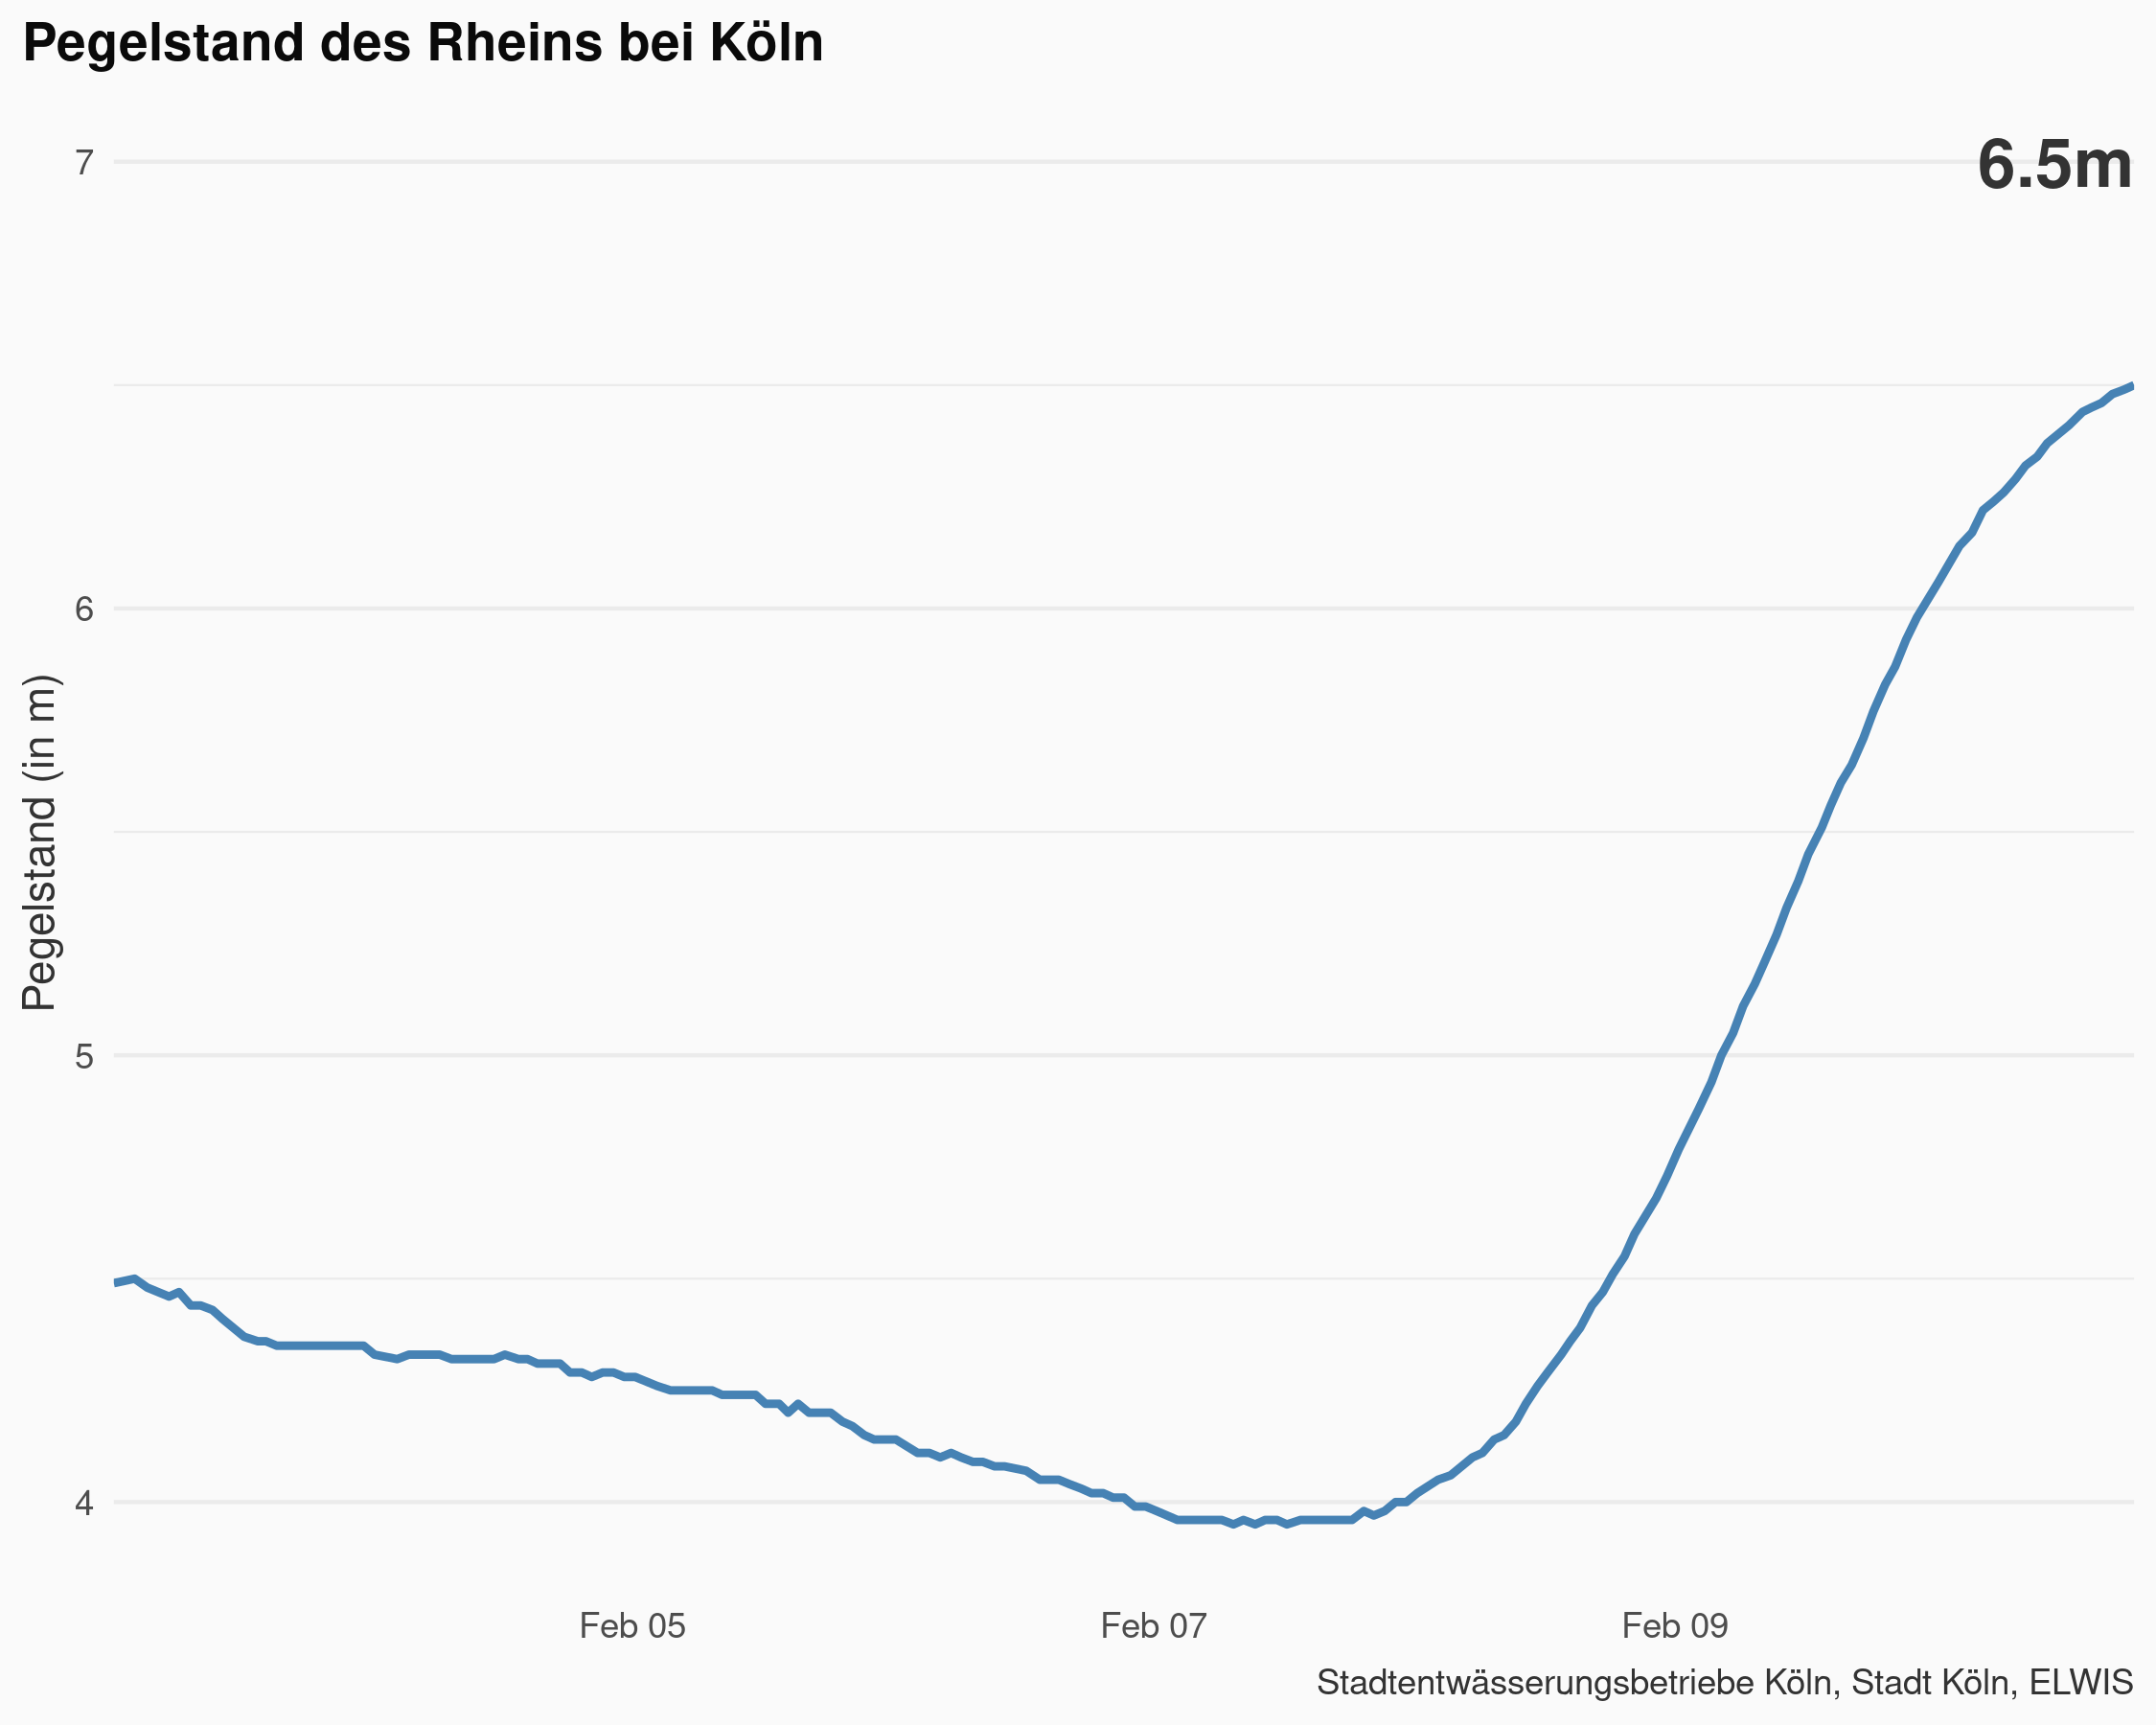 Pegelstand des Rheins bei Köln
6.5m
7
6
5
4
Pegelstand (in m)
Feb 05
Feb 07
Feb 09
Stadtentwässerungsbetriebe Köln, Stadt Köln, ELWIS